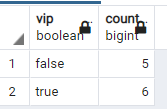 vip boolean
count bigint
1 false 5
2 true 6